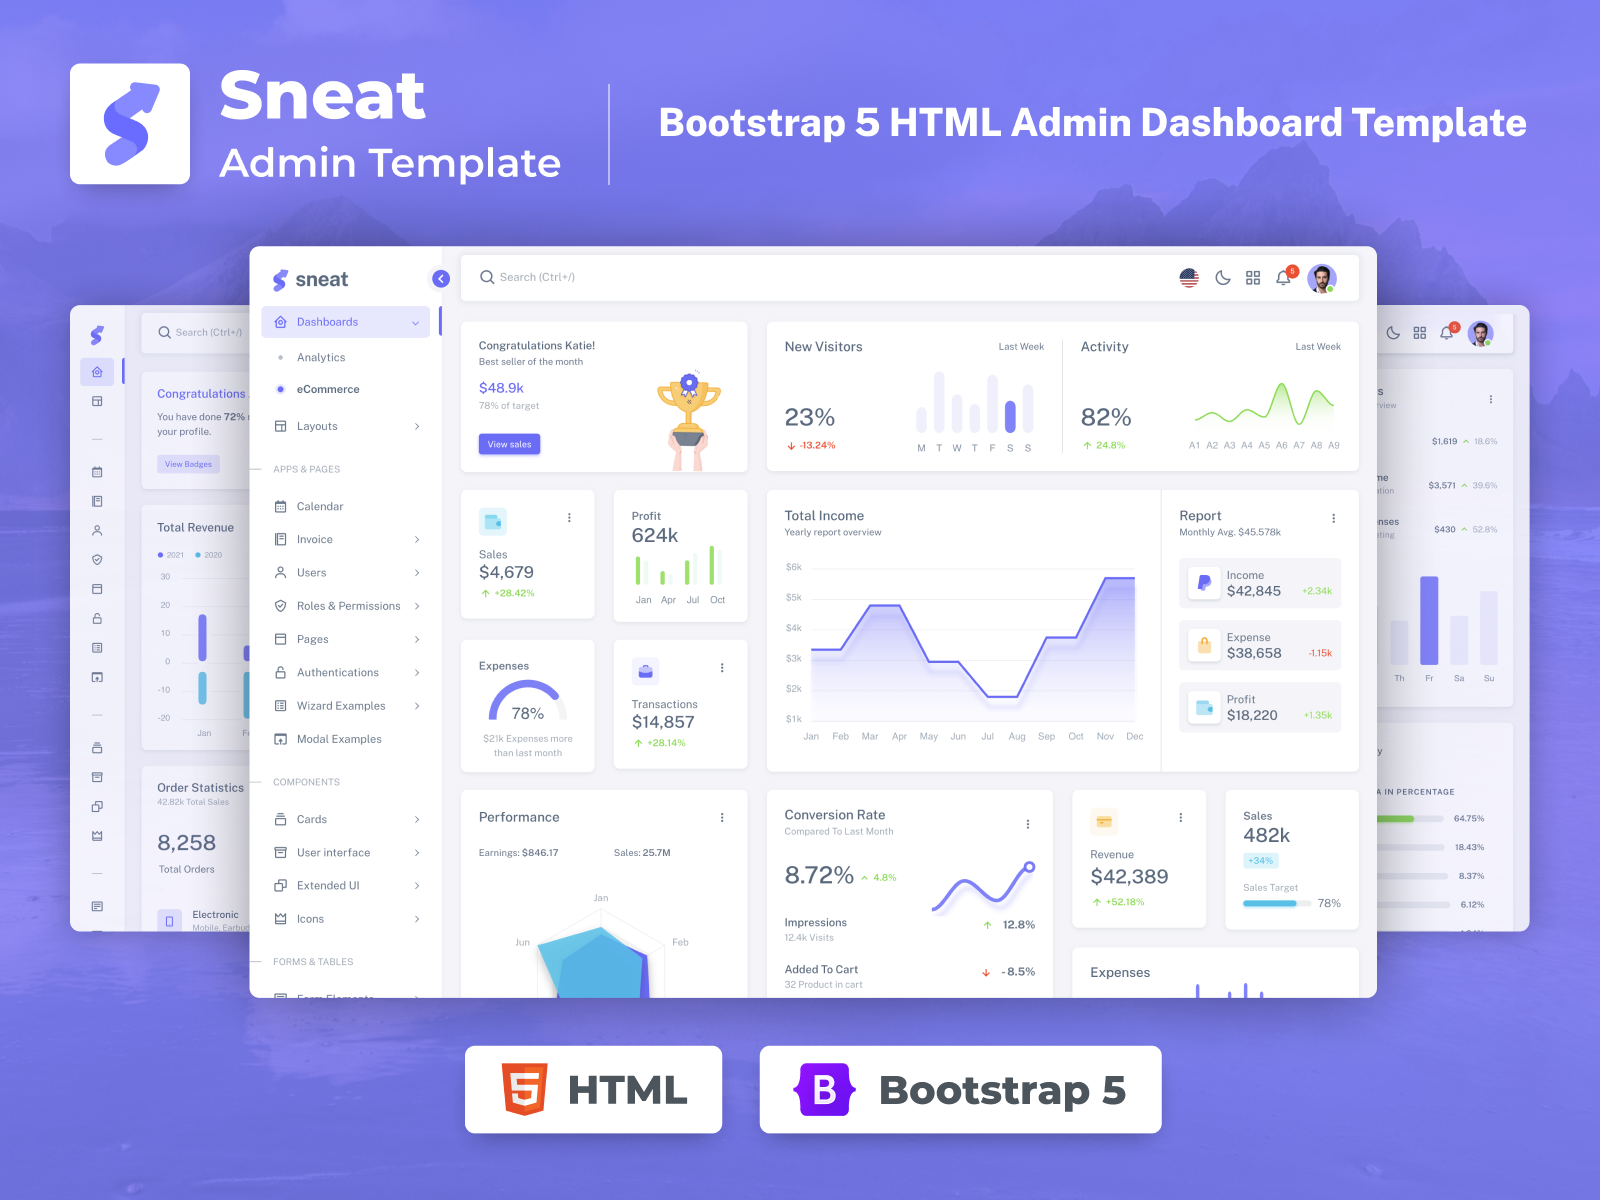 Sneat
Admin Template
Bootstrap 5 HTML Admin Dashboard Template
Search (Ctrl+/)
Congratulations
You have done 72%
your profile.
View Badges
Total Revenue
2021
2020
30
20
10
0
-10
-20
Jan
Order Statistics
42.82k Total Sales
8,258
Total Orders
Electronic
Mobile, Earbu
sneat
Dashboards
Analytics
eCommerce
Layouts
APPS & PAGES
Calendar
Invoice
Users
Roles & Permissions
Pages
Authentications
Wizard Examples
Modal Examples
COMPONENTS
Cards
User interface
Extended UI
Icons
FORMS & TABLES
Form Elements
Search (Ctrl+/)
5
Congratulations Katie!
Best seller of the month
$48.9k
78% of target
View sales
New Visitors
Last Week
23%
-13.24%
M T W T F S S
Activity
Last Week
82%
24.8%
A1 A2 A3 A4 A5 A6 A7 A8 A9
Sales
$4,679
+28.42%
Profit
624k
Jan Apr Jul Oct
Expenses
78%
$21k Expenses more
than last month
Transactions
$14,857
+28.14%
Total Income
Yearly report overview
$6k
$5k
$4k
$3k
$2k
$1k
Jan Feb Mar Apr May Jun Jul Aug Sep Oct Nov Dec
Report
Monthly Avg. $45.578k
Income
$42,845
+2.34k
Expense
$38,658
-1.15k
Profit
$18,220
+1.35k
Performance
Earnings: $846.17
Sales: 25.7M
Jan
Jun
Feb
Conversion Rate
Compared To Last Month
8.72%
4.8%
Impressions
12.4k Visits
12.8%
Added To Cart
32 Product in cart
- 8.5%
Revenue
$42,389
+52.18%
Sales
482k
+34%
Sales Target
78%
Expenses
5
$1,619
18.6%
$3,571
39.6%
$430
52.8%
Th Fr Sa Su
A IN PERCENTAGE
64.75%
18.43%
8.37%
6.12%
HTML
B
Bootstrap 5